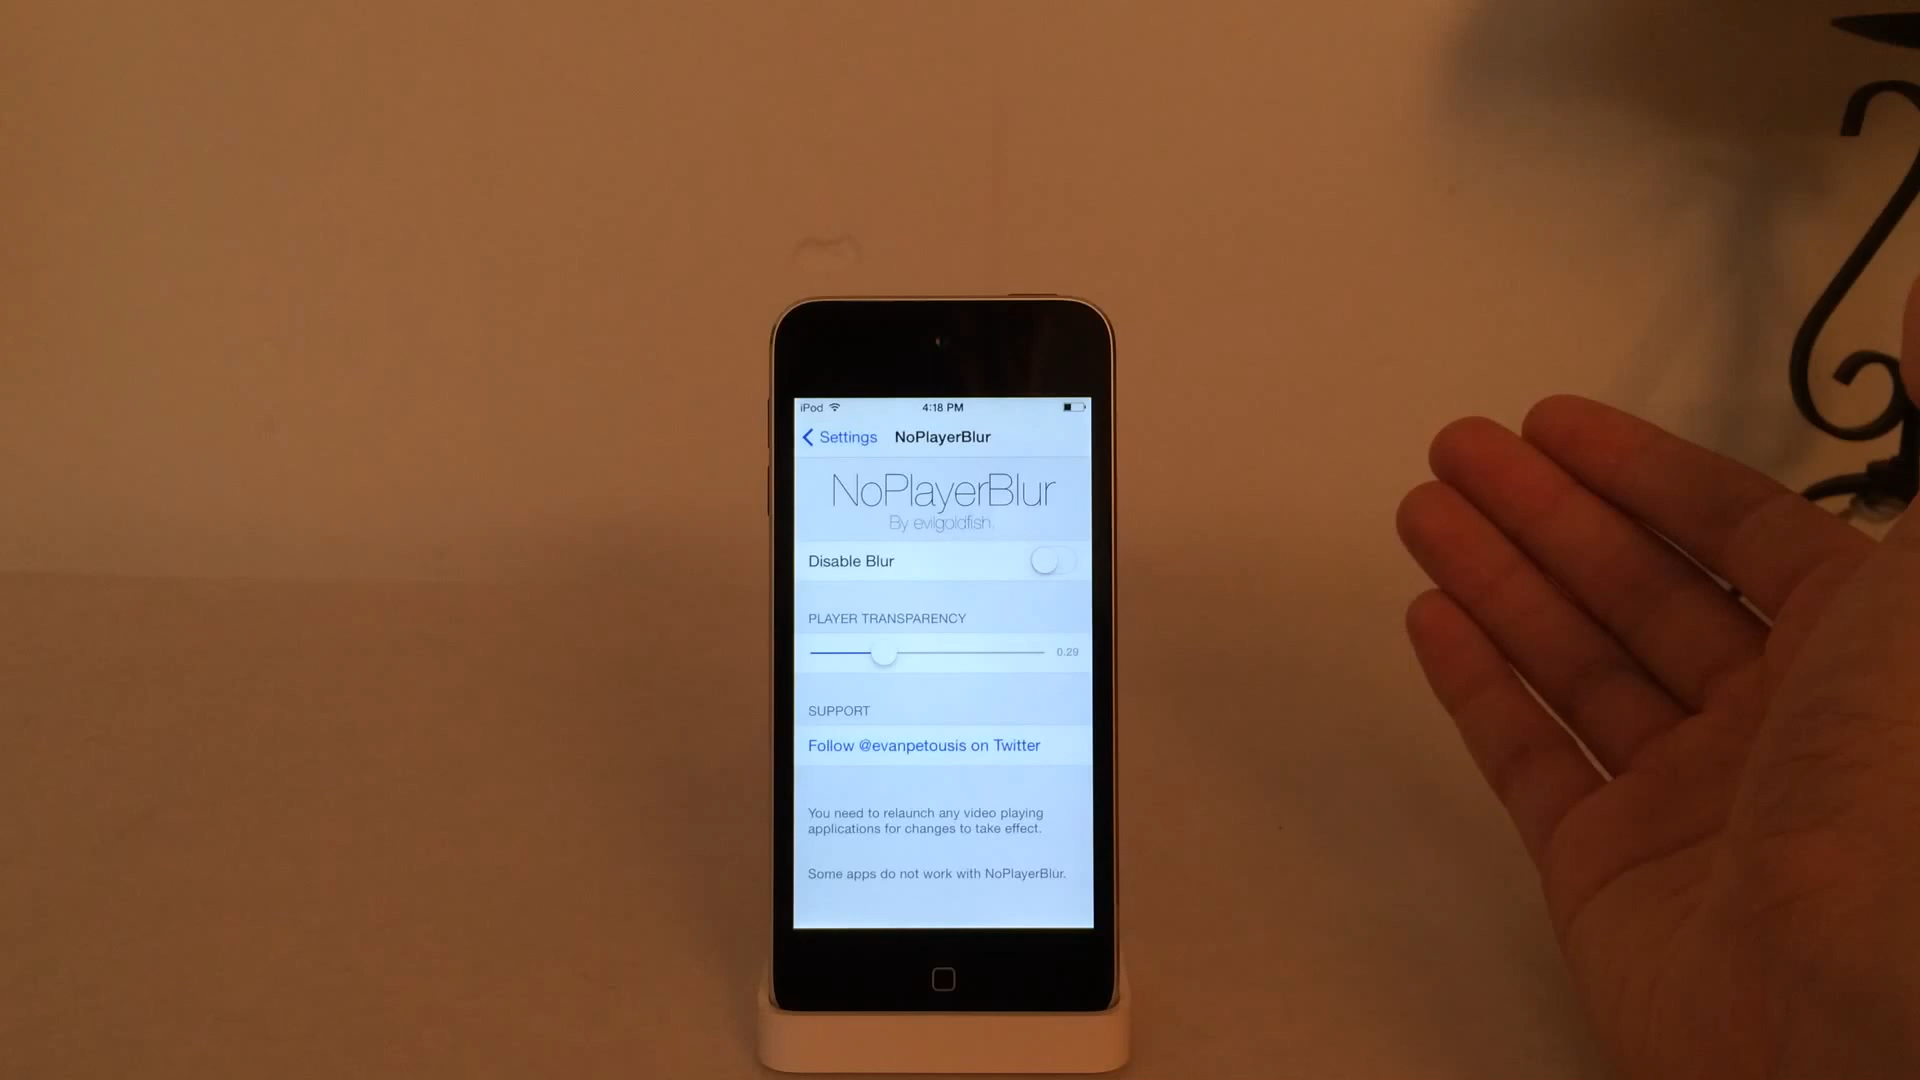 iPod 4:18 PM
Settings NoPlayerBlur
NoPlayerBlur
By evilgoldfish.
Disable Blur
PLAYER TRANSPARENCY
0.29
SUPPORT
Follow @evanpetousis on Twitter
You need to relaunch any video playing
applications for changes to take effect.
Some apps do not work with NoPlayerBlur.